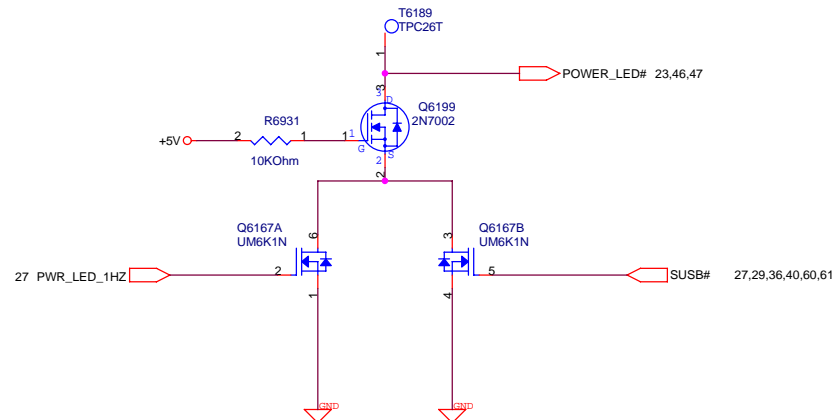 T6189
TPC26T
1
POWER_LED# 23,46,47
3
3 D
Q6199
2N7002
R6931
+5V 2 1 1 1
G
10KOhm
S
2
2
Q6167A
UM6K1N
6
Q6167B
UM6K1N
3
27 PWR_LED_1HZ 2
5 SUSB# 27,29,36,40,60,61
1
4
GND
GND